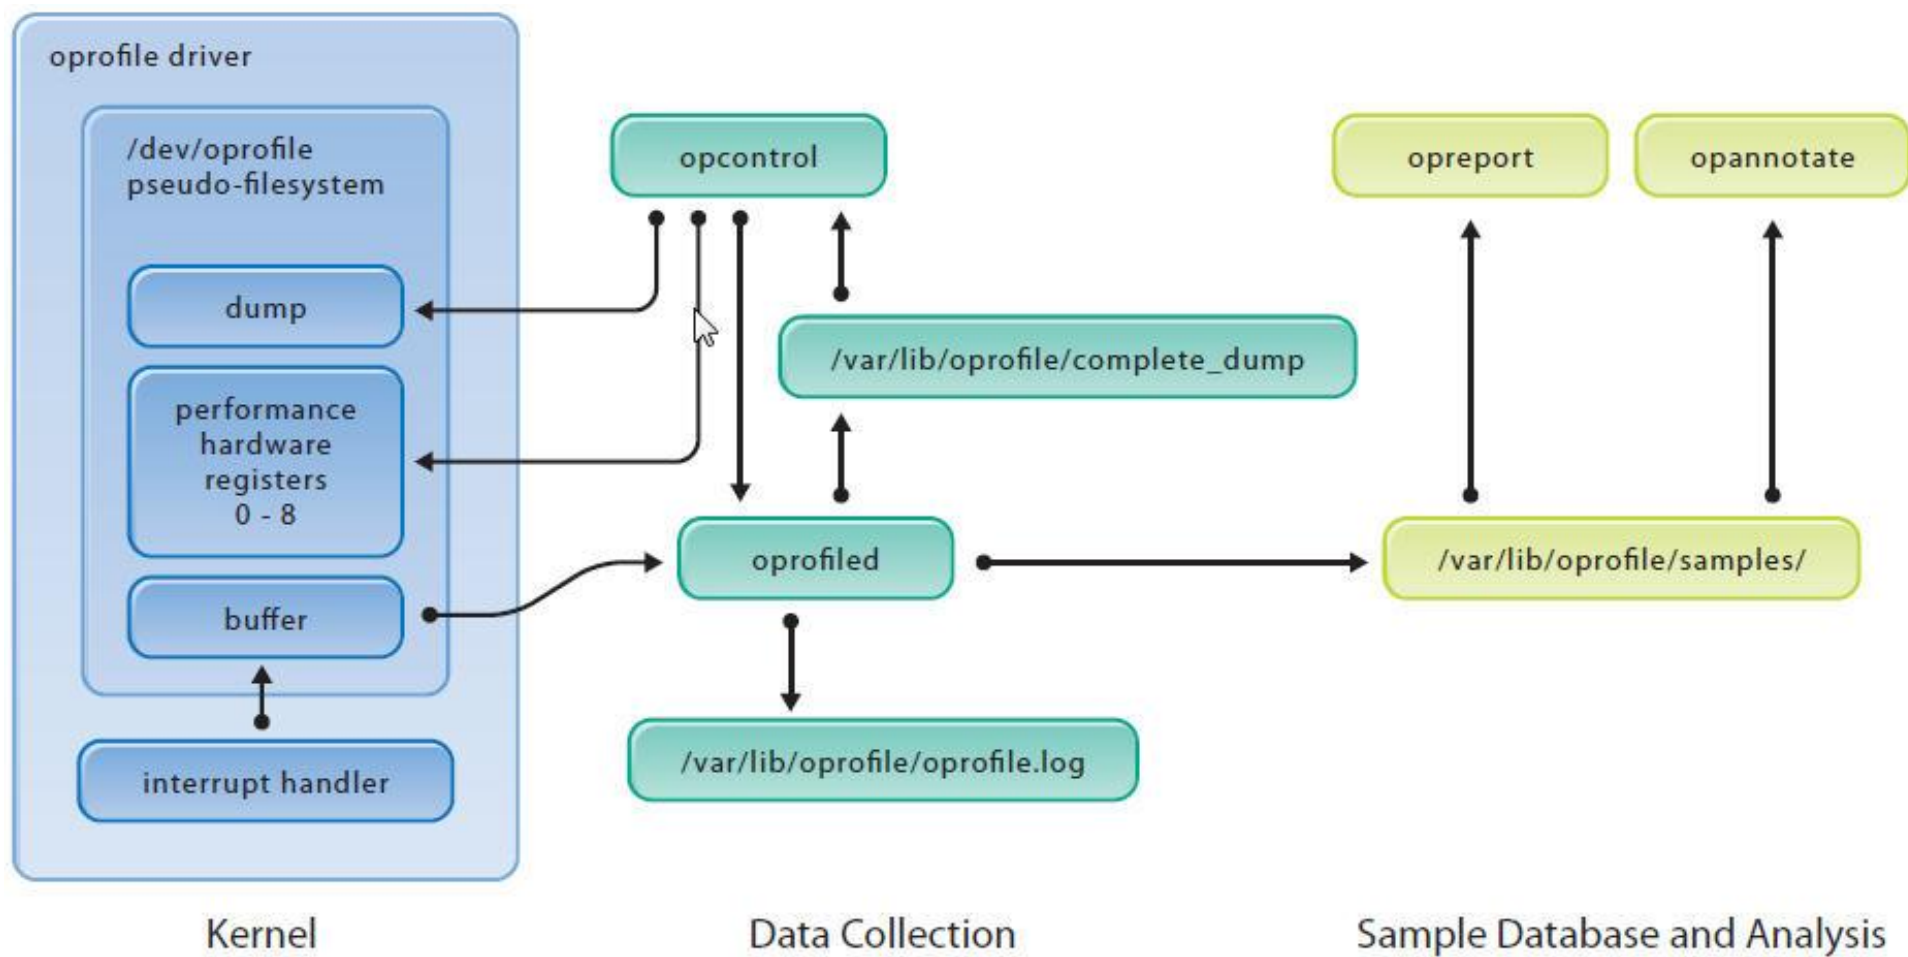 oprofile driver
/dev/oprofile
pseudo-filesystem
dump
performance
hardware
registers
0 - 8
buffer
interrupt handler
Kernel
opcontrol
/var/lib/oprofile/complete_dump
oprofiled
/var/lib/oprofile/oprofile.log
Data Collection
opreport
opannotate
/var/lib/oprofile/samples/
Sample Database and Analysis